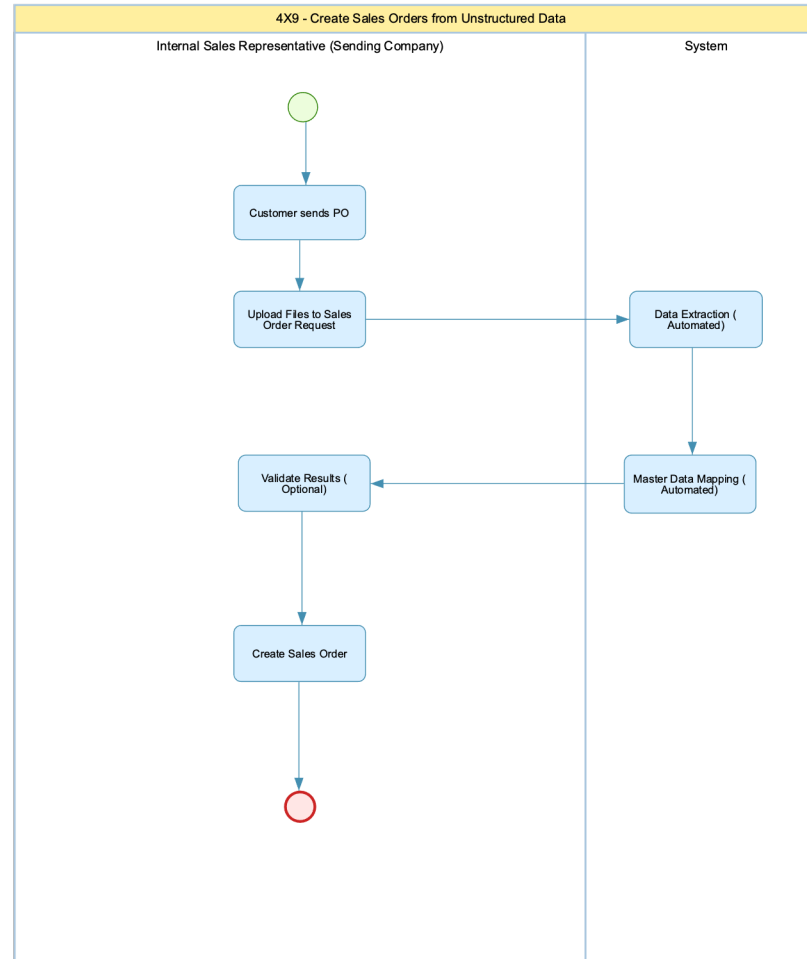 4X9 - Create Sales Orders from Unstructured Data
Internal Sales Representative (Sending Company)
System
Customer sends PO
Upload Files to Sales
Order Request
Data Extraction (
Automated)
Validate Results (
Optional)
Master Data Mapping (
Automated)
Create Sales Order